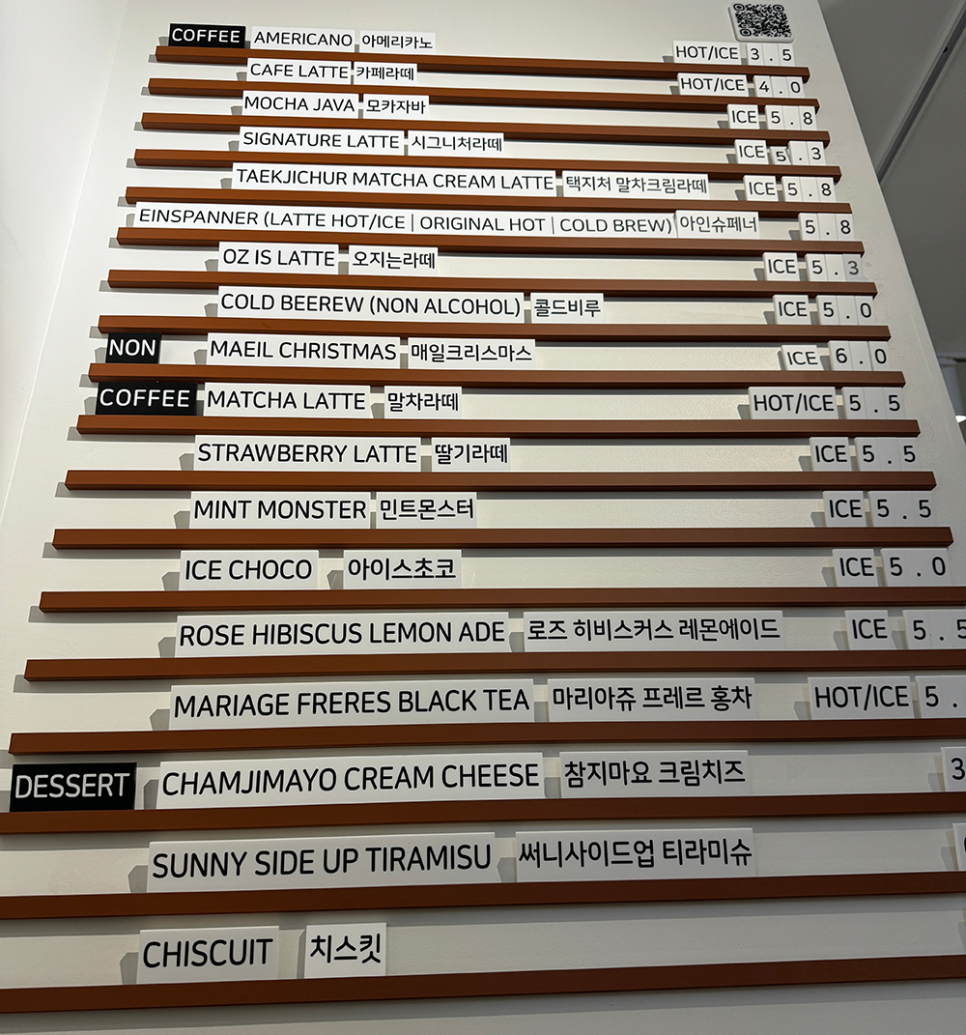 COFFEE AMERICANO 아메리카노 HOT/ICE 3.5
CAFE LATTE 카페라떼 HOT/ICE 4.0
MOCHA JAVA 모카자바 ICE 5.8
SIGNATURE LATTE 시그니처라떼 ICE 5.3
TAEKJICHUR MATCHA CREAM LATTE 택지처 말차크림라떼 ICE 5.8
EINSPANNER (LATTE HOT/ICE | ORIGINAL HOT | COLD BREW) 아인슈페너 5.8
OZ IS LATTE 오지는라떼 ICE 5.3
COLD BEEREW (NON ALCOHOL) 콜드비루 ICE 5.0
NON MAEIL CHRISTMAS 매일크리스마스 ICE 6.0
COFFEE MATCHA LATTE 말차라떼 HOT/ICE 5.5
STRAWBERRY LATTE 딸기라떼 ICE 5.5
MINT MONSTER 민트몬스터 ICE 5.5
ICE CHOCO 아이스초코 ICE 5.0
ROSE HIBISCUS LEMON ADE 로즈 히비스커스 레몬에이드 ICE 5.5
MARIAGE FRERES BLACK TEA 마리아쥬 프레르 홍차 HOT/ICE 5.
DESSERT CHAMJIMAYO CREAM CHEESE 참지마요 크림치즈 3
SUNNY SIDE UP TIRAMISU 써니사이드업 티라미슈
CHISCUIT 치스킷